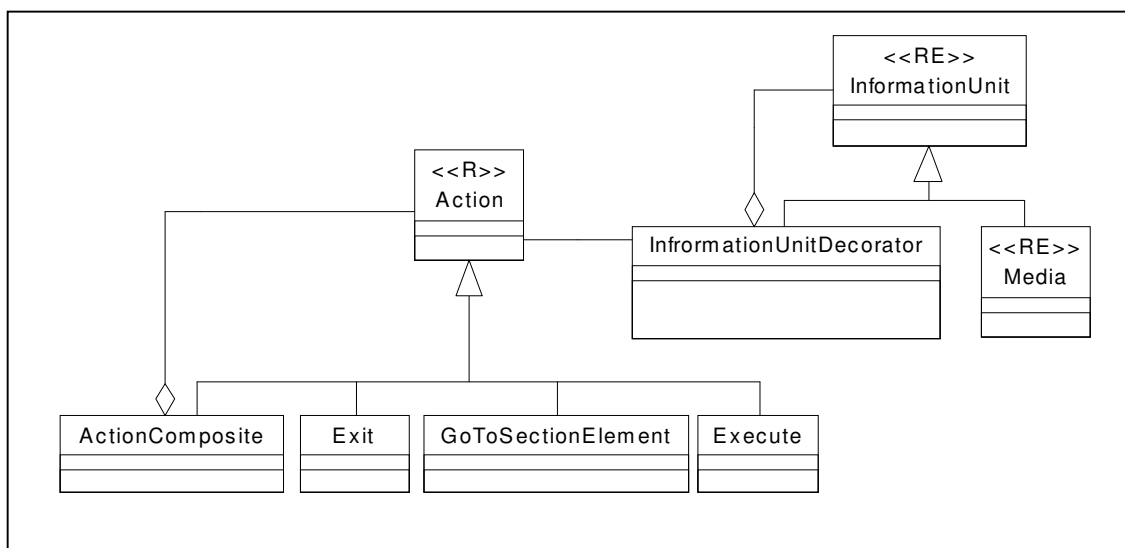 <<RE>>
InformationUnit
<<R>>
Action
InfrormationUnitDecorator
<<RE>>
Media
ActionComposite
Exit
GoToSectionElement
Execute